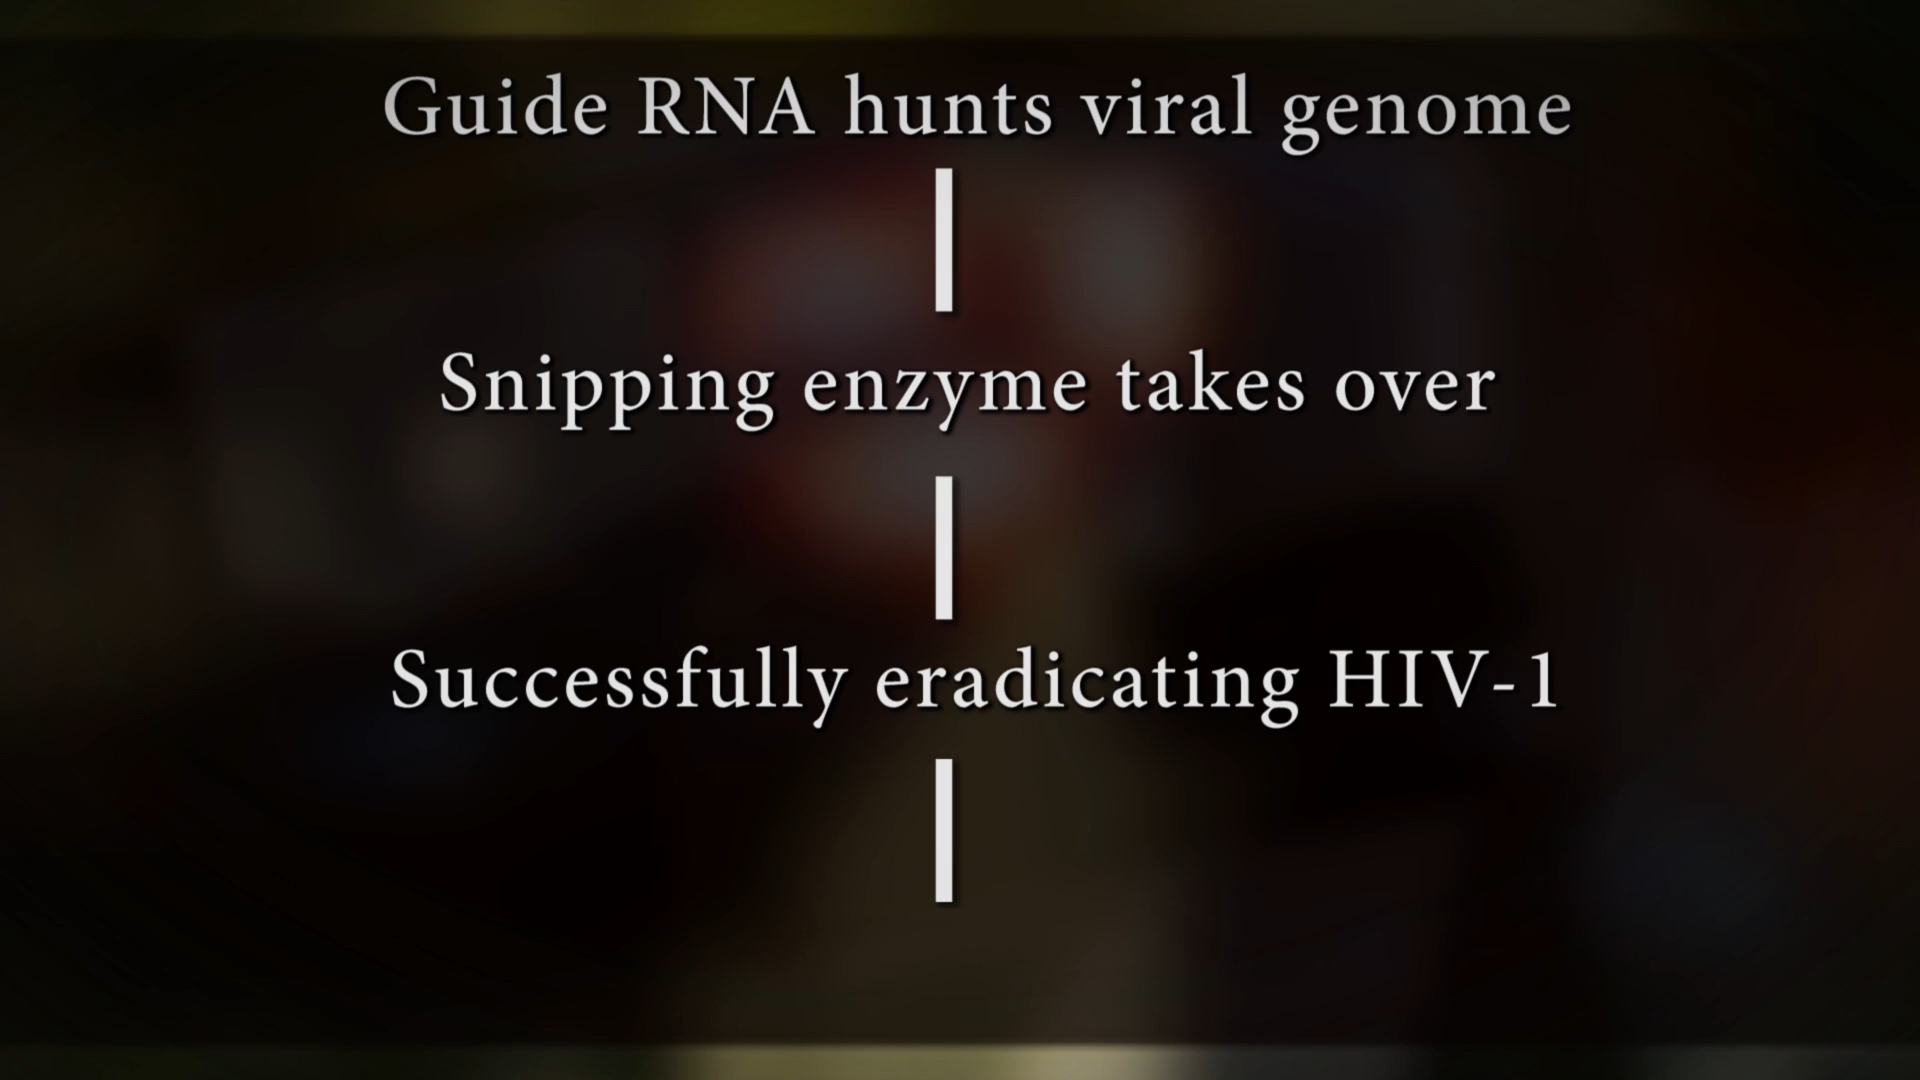 Guide RNA hunts viral genome
Snipping enzyme takes over
Successfully eradicating HIV-1